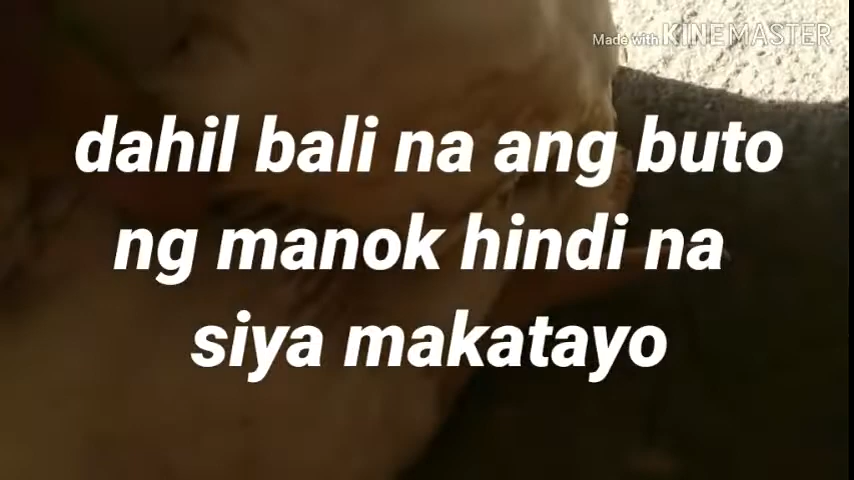 Made with KINEMASTER
dahil bali na ang buto
ng manok hindi na
siya makatayo